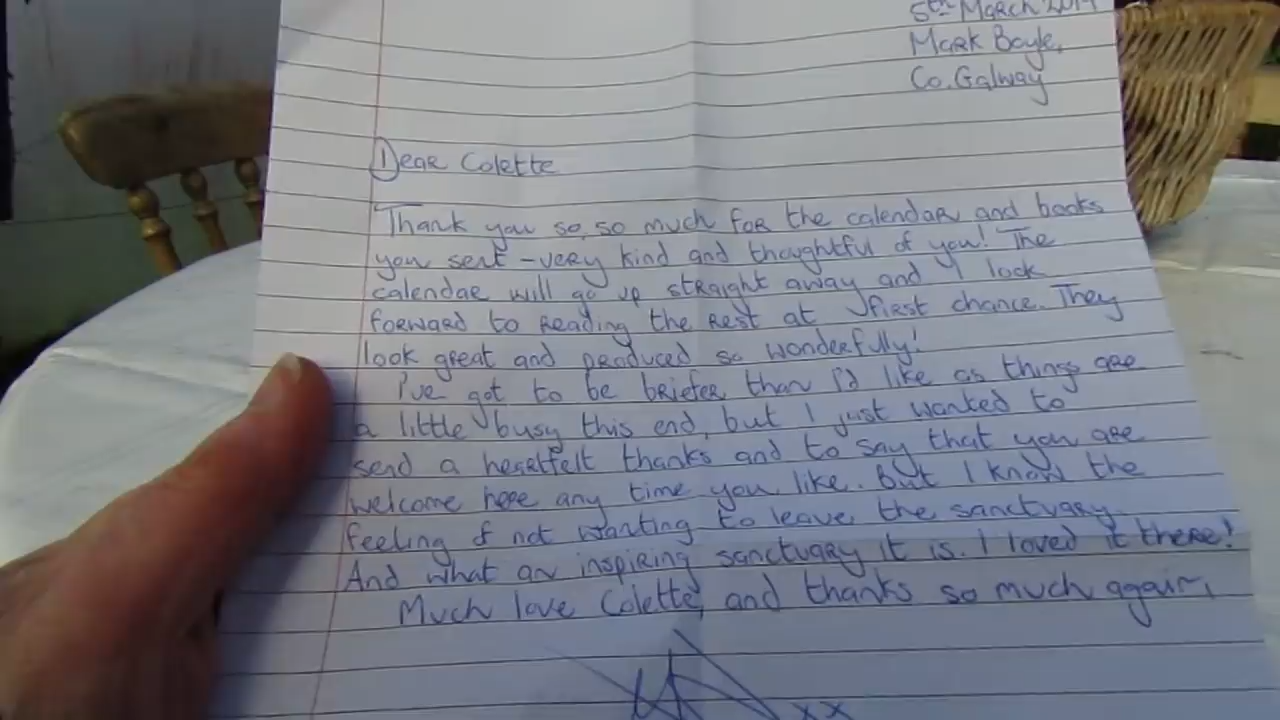 5th March 2019
Mark Boyle,
Co. Galway
Dear Colette
Thank you so, so much for the calendar and books
you sent - very kind and thoughtful of you! The
calendar will go up straight away and I look
forward to reading the rest at first chance. They
look great and produced so wonderfully!
I've got to be briefer than I'd like as things are
a little busy this end, but I just wanted to
send a heartfelt thanks and to say that you are
welcome here any time you like. But I know the
feeling of not wanting to leave the sanctuary.
And what an inspiring sanctuary it is. I loved it there!
Much love Colette, and thanks so much again,
xx